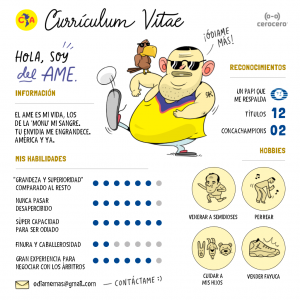 Currículum Vitae
cerocero
¡ÓDIAME
MÁS!
HOLA, SOY
del AME.
INFORMACIÓN
EL AME ES MI VIDA, LOS
DE LA 'MONU' MI SANGRE.
TU ENVIDIA ME ENGRANDECE.
AMÉRICA Y YA.
MIS HABILIDADES
"GRANDEZA Y SUPERIORIDAD"
COMPARADO AL RESTO
NUNCA PASAR
DESAPERCIBIDO
SÚPER CAPACIDAD
PARA SER ODIADO
FINURA Y CABALLEROSIDAD
GRAN EXPERIENCIA PARA
NEGOCIAR CON LOS ÁRBITROS
RECONOCIMIENTOS
UN PAPI QUE
ME RESPALDA
TÍTULOS 12
CONCACHAMPIONS 02
HOBBIES
VENERAR A SEMIDIOSES
PERREAR
CUIDAR A
MIS HIJOS
VENDER FAYUCA
odiamemas@gmail.com
CONTÁCTAME :)